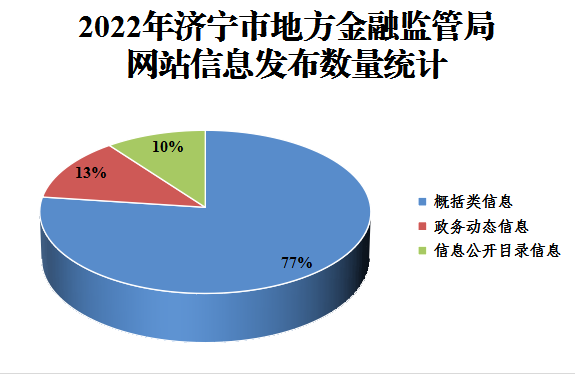 2022年济宁市地方金融监管局
网站信息发布数量统计
10%
13%
77%
概括类信息
政务动态信息
信息公开目录信息